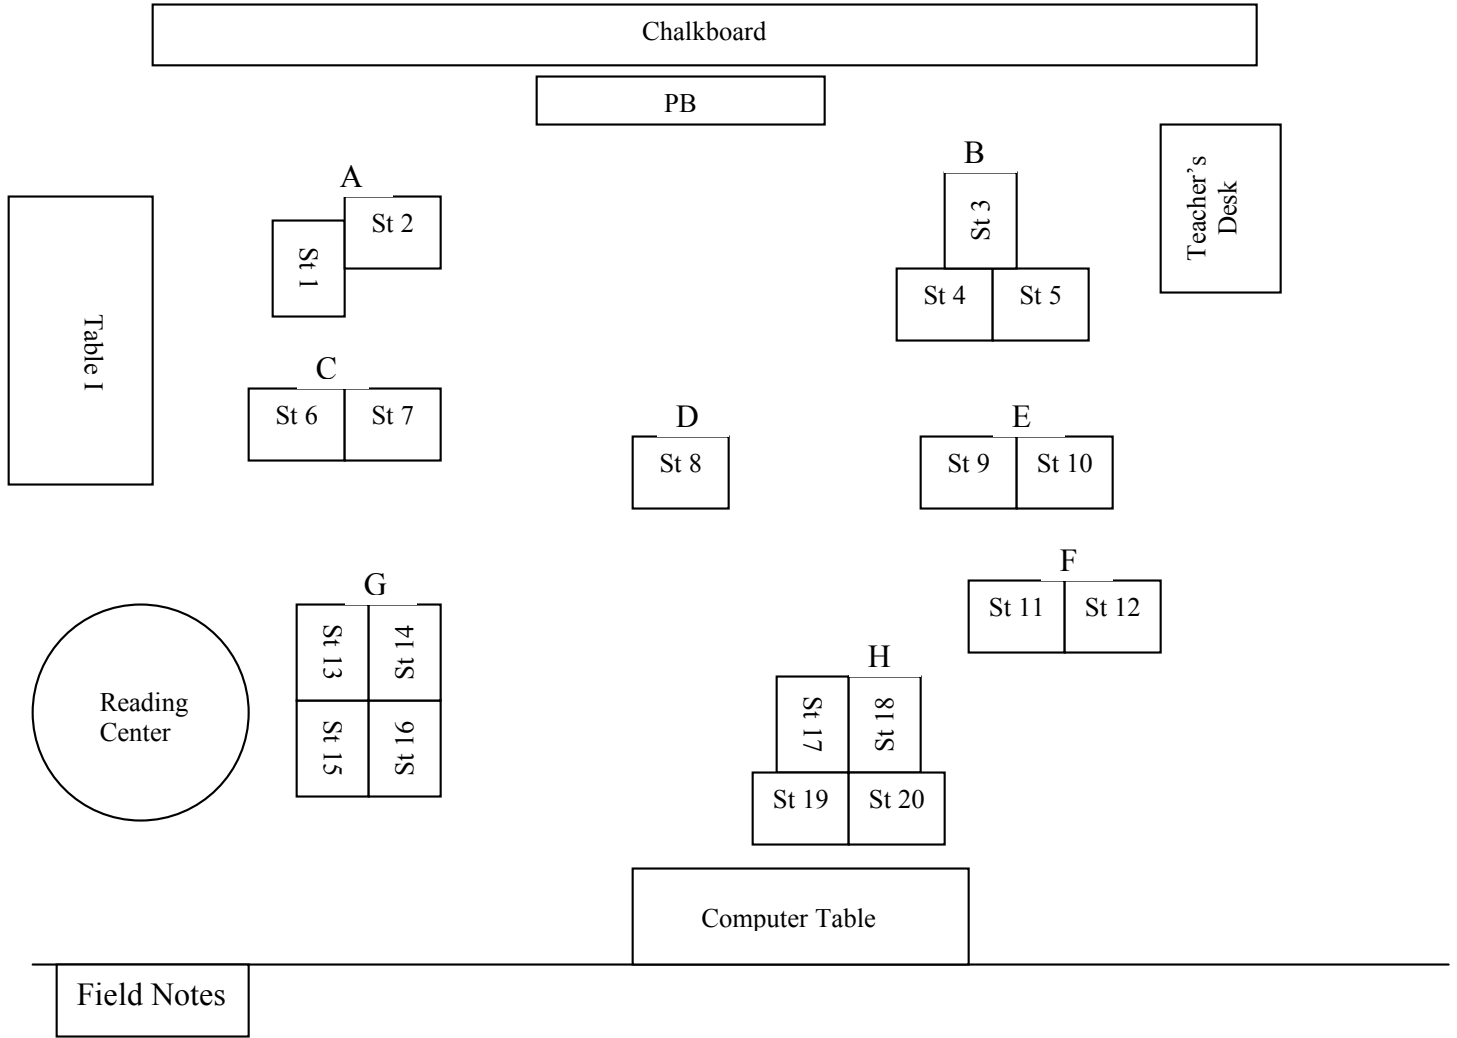 Chalkboard
PB
A
B
St 1
St 2
St 3
St 4
St 5
Teacher's
Desk
Table I
C
St 6
St 7
D
St 8
E
St 9
St 10
F
St 11
St 12
G
St 13
St 14
St 15
St 16
H
St 17
St 18
St 19
St 20
Reading
Center
Computer Table
Field Notes